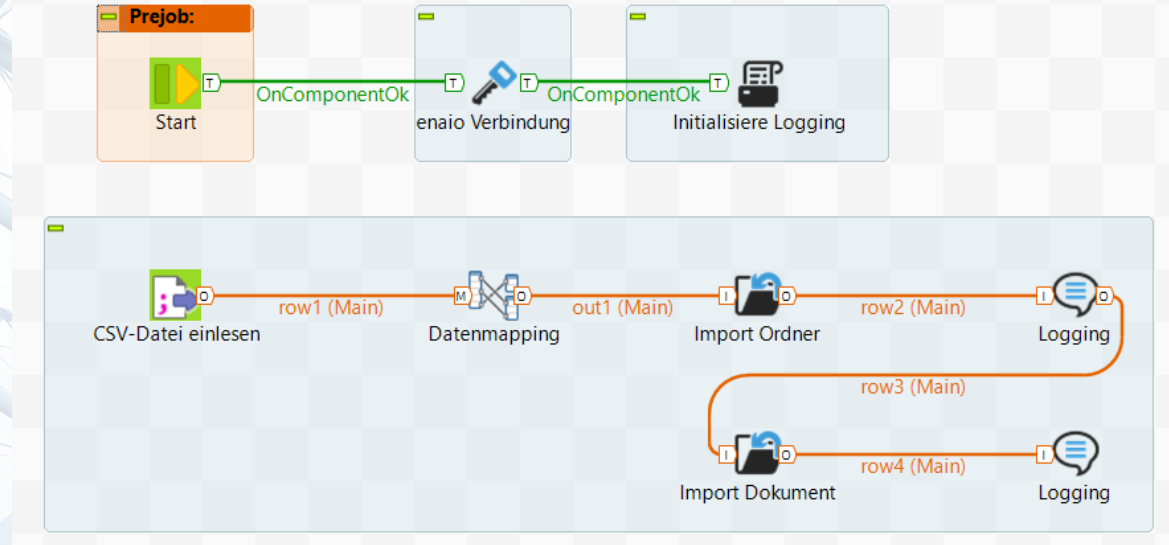 Prejob:
T
T
T
T
OnComponentOk
OnComponentOk
Start
enaio Verbindung
Initialisiere Logging
;
O
M
O
I
O
I
O
row1 (Main)
out1 (Main)
row2 (Main)
CSV-Datei einlesen
Datenmapping
Import Ordner
Logging
row3 (Main)
I
O
I
row4 (Main)
Import Dokument
Logging